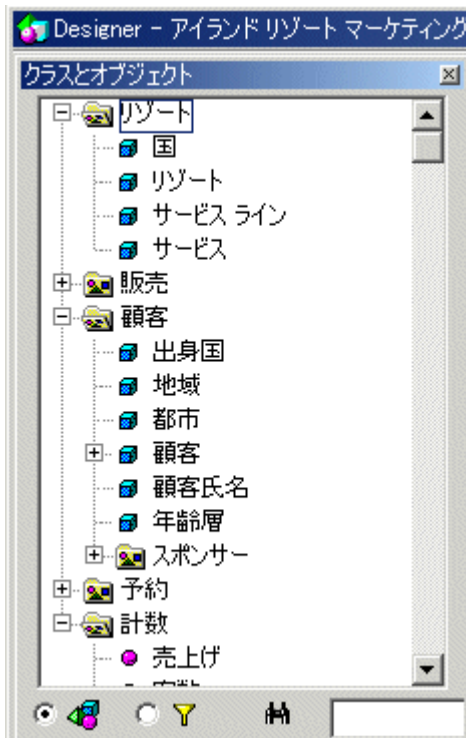 Designer - アイランド リゾート マーケティング
クラスとオブジェクト
リゾート
国
リゾート
サービス ライン
サービス
販売
顧客
出身国
地域
都市
顧客
顧客氏名
年齢層
スポンサー
予約
計数
売上げ